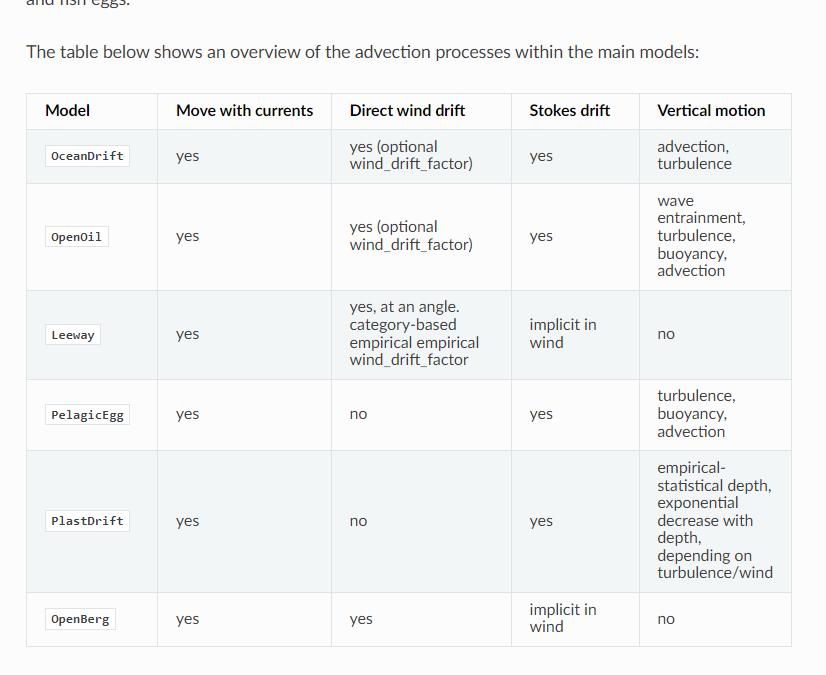 and fish eggs.
The table below shows an overview of the advection processes within the main models:
Model Move with currents Direct wind drift Stokes drift Vertical motion
OceanDrift yes yes (optional wind_drift_factor) yes advection, turbulence
OpenOil yes yes (optional wind_drift_factor) yes wave entrainment, turbulence, buoyancy, advection
Leeway yes yes, at an angle. category-based empirical empirical wind_drift_factor implicit in wind no
PelagicEgg yes no yes turbulence, buoyancy, advection
PlastDrift yes no yes empirical-statistical depth, exponential decrease with depth, depending on turbulence/wind
OpenBerg yes yes implicit in wind no